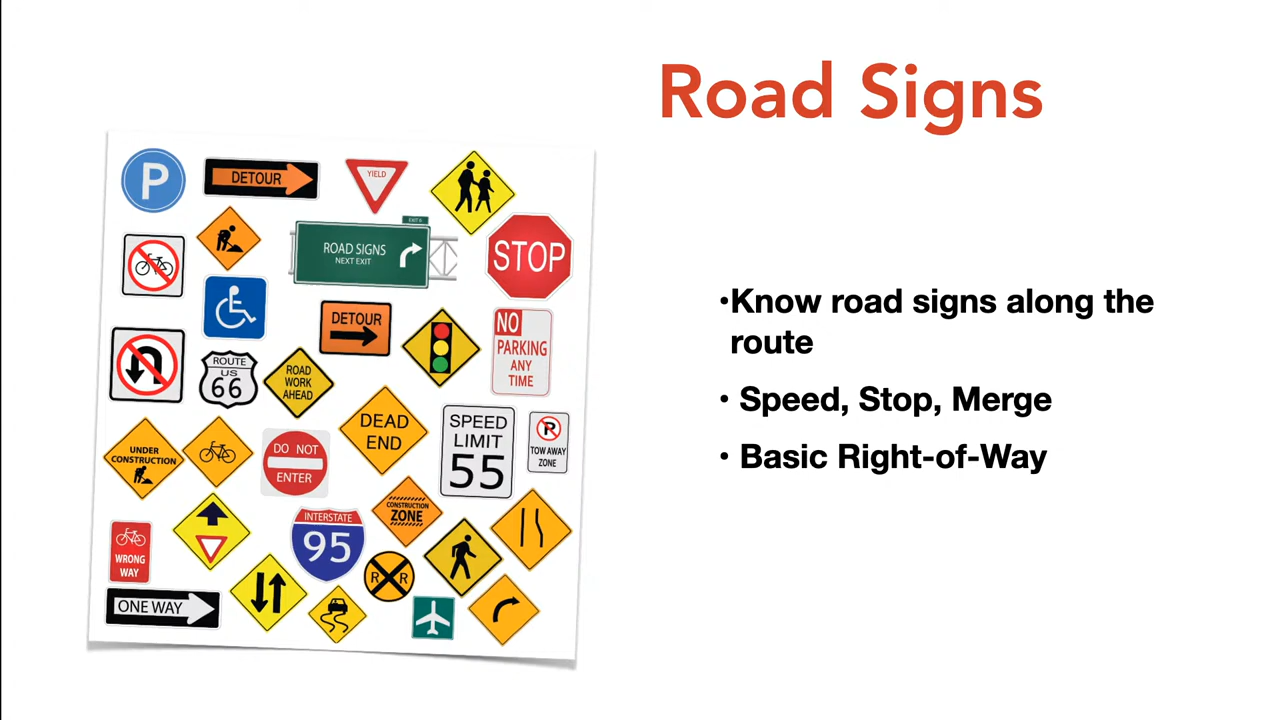 Road Signs
P
DETOUR
YIELD
EXIT 6
ROAD SIGNS
NEXT EXIT
STOP
DETOUR
NO
PARKING
ANY
TIME
ROUTE
US
66
ROAD
WORK
AHEAD
DEAD
END
SPEED
LIMIT
55
P
TOW AWAY
ZONE
UNDER
CONSTRUCTION
DO NOT
ENTER
CONSTRUCTION
ZONE
INTERSTATE
95
WRONG
WAY
R R
ONE WAY
•Know road signs along the
route
• Speed, Stop, Merge
• Basic Right-of-Way